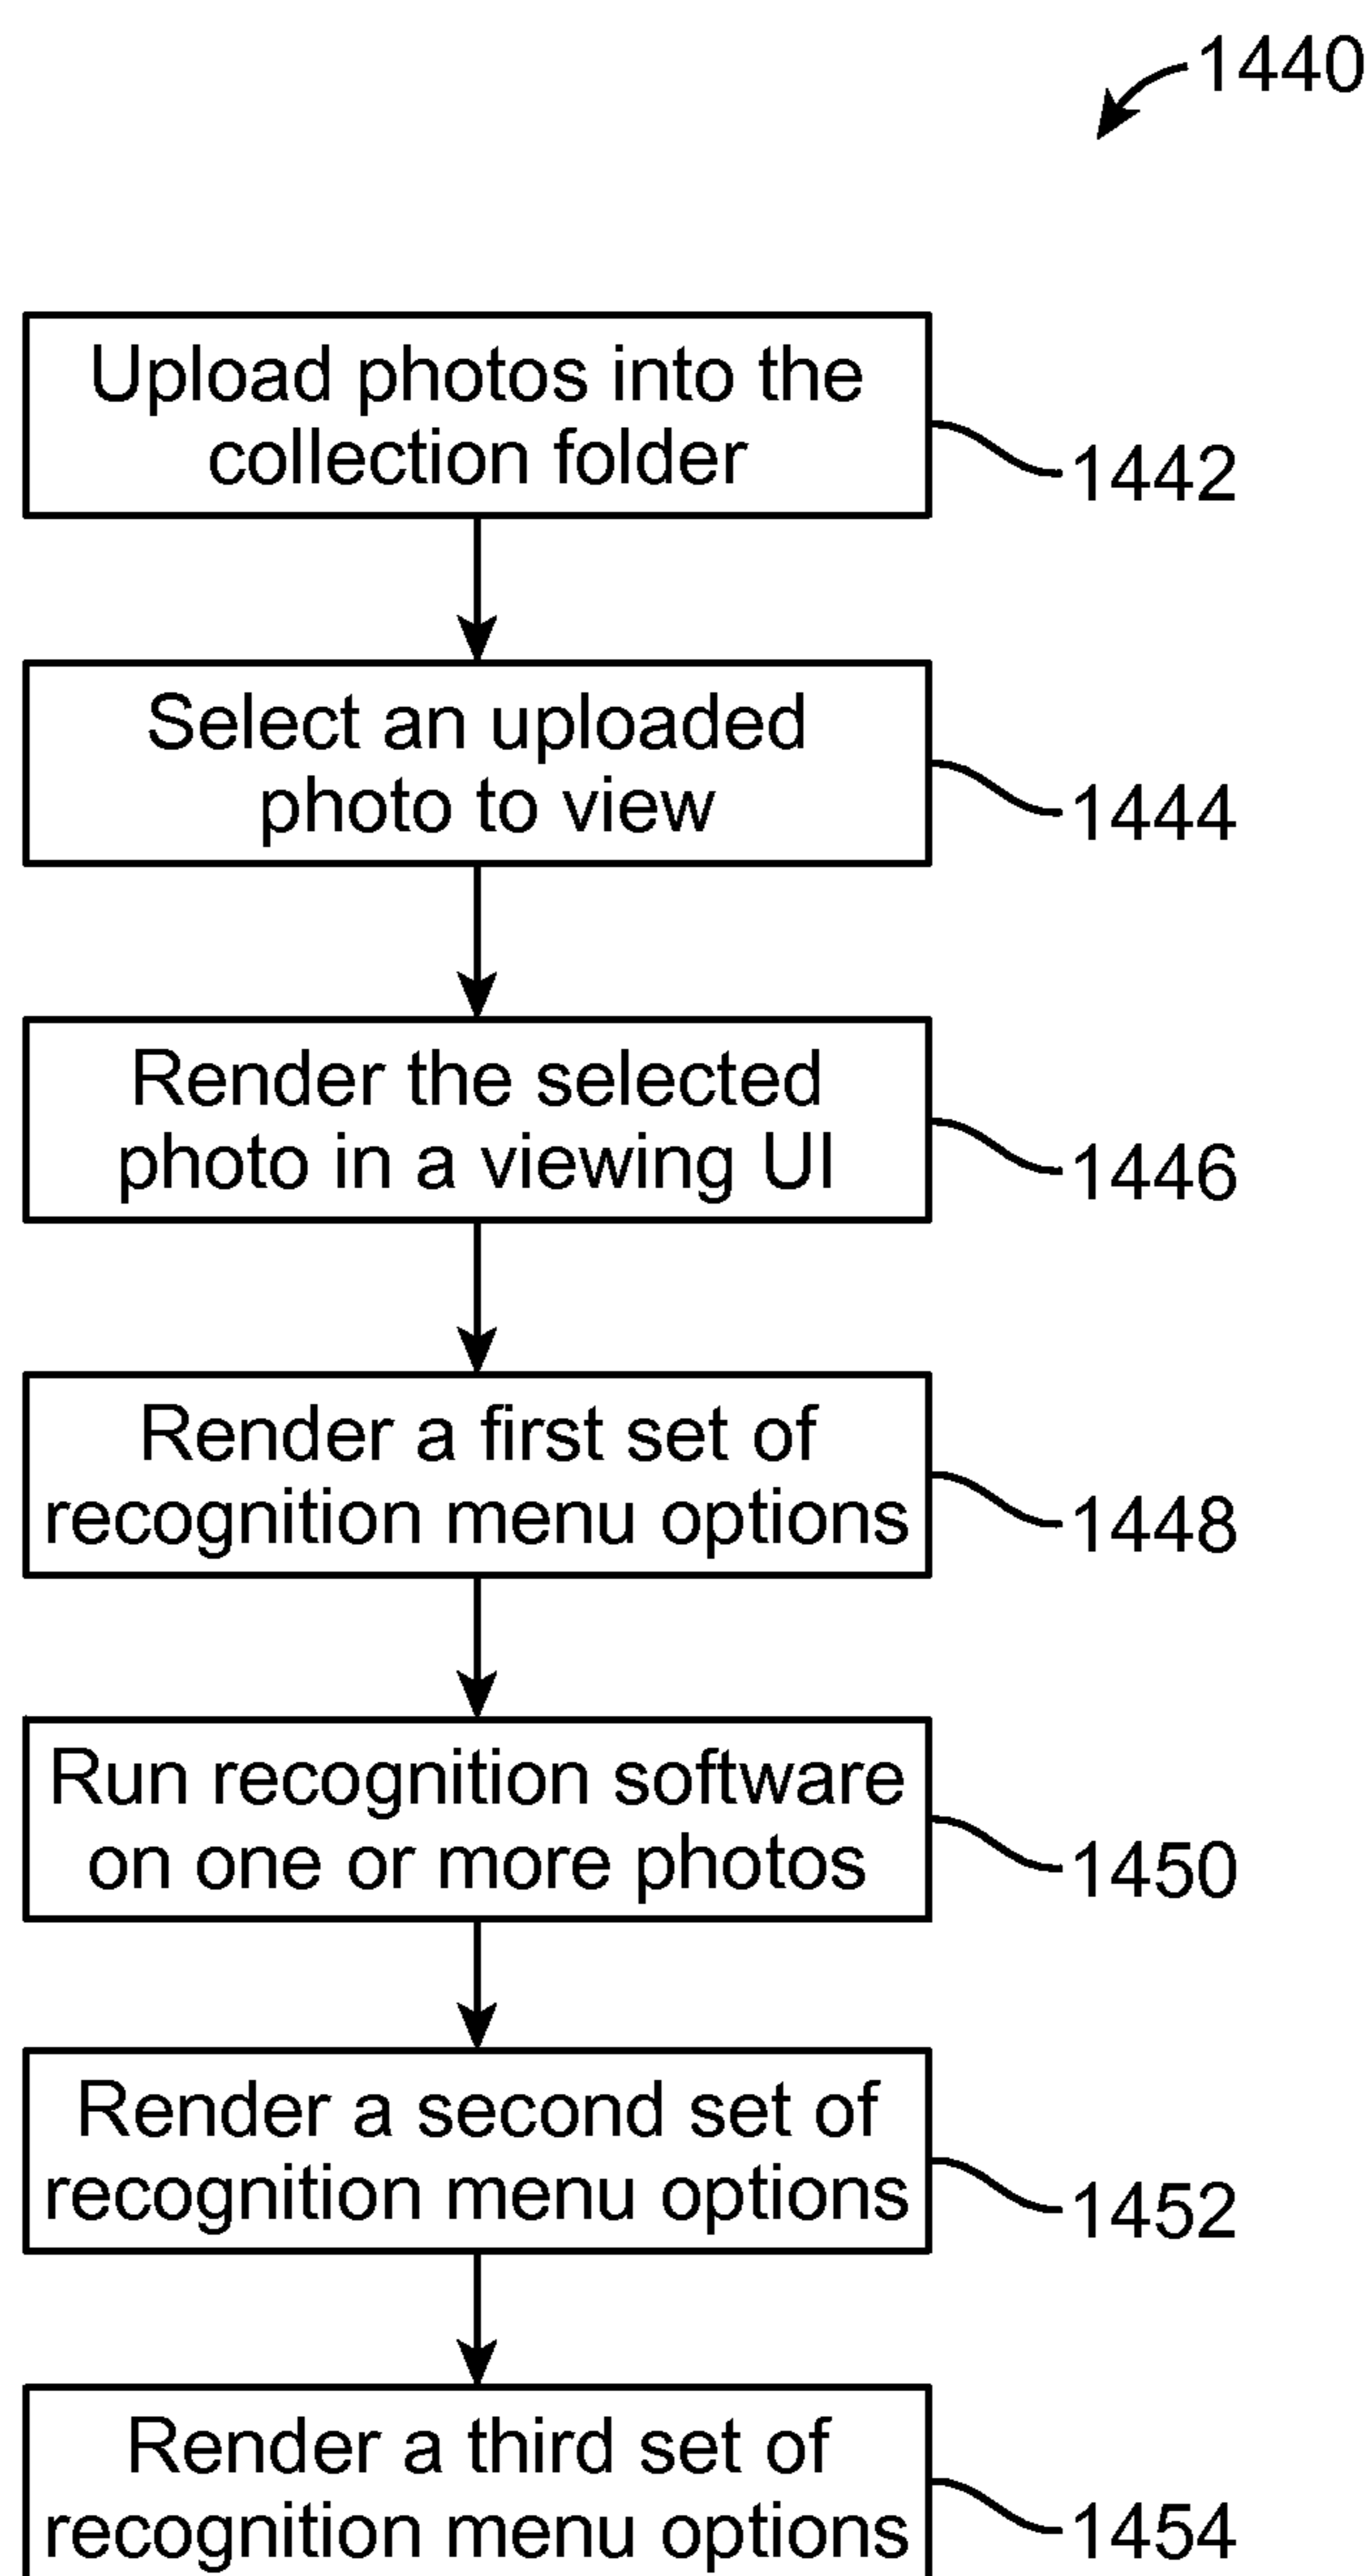 1440
Upload photos into the
collection folder
1442
Select an uploaded
photo to view
1444
Render the selected
photo in a viewing UI
1446
Render a first set of
recognition menu options
1448
Run recognition software
on one or more photos
1450
Render a second set of
recognition menu options
1452
Render a third set of
recognition menu options
1454